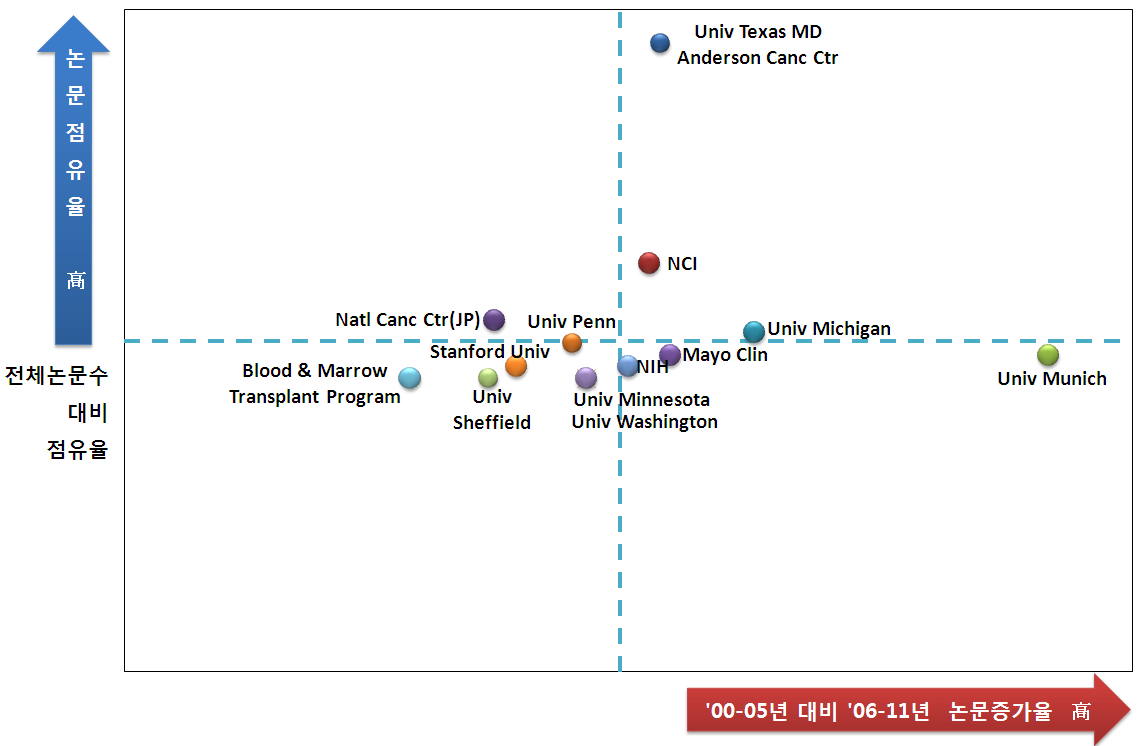 논
문
점
유
율
高
전체논문수
대비
점유율
Univ Texas MD
Anderson Canc Ctr
NCI
Natl Canc Ctr(JP)
Univ Penn
Univ Michigan
Stanford Univ
NIH
Mayo Clin
Blood & Marrow
Transplant Program
Univ
Sheffield
Univ Minnesota
Univ Washington
Univ Munich
'00-05년 대비 '06-11년 논문증가율 高